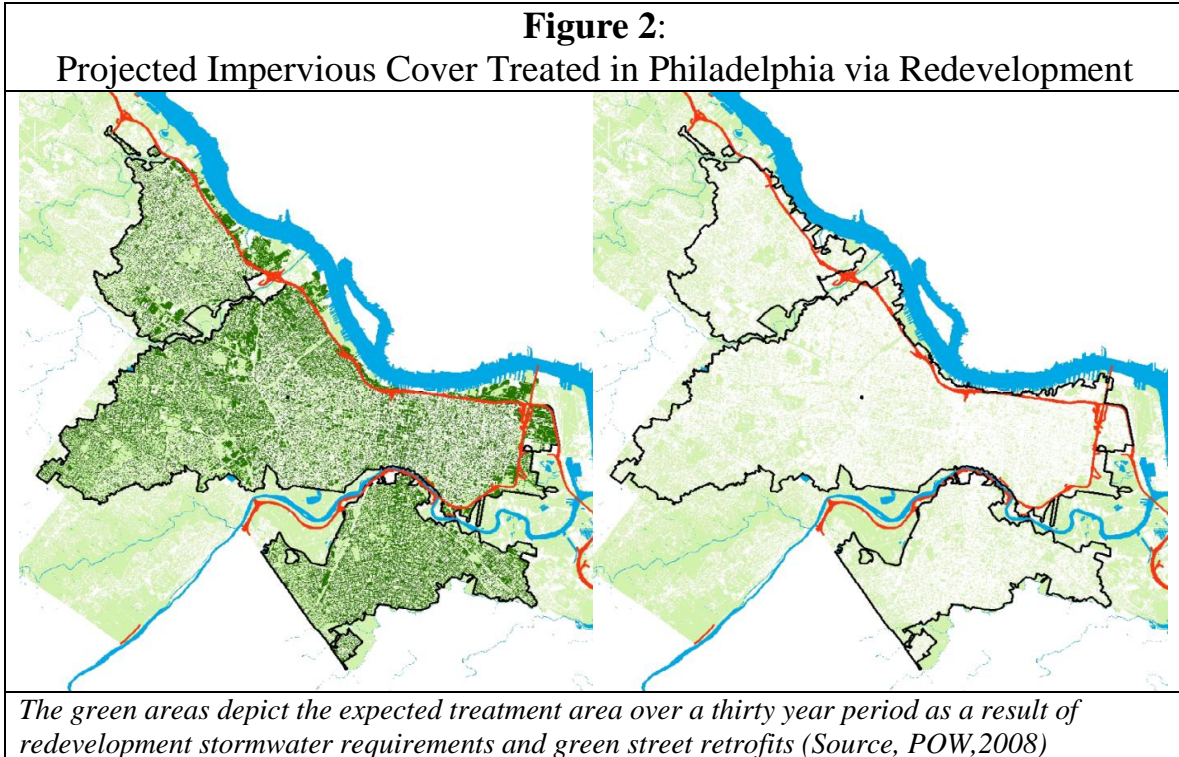 Figure 2:
Projected Impervious Cover Treated in Philadelphia via Redevelopment
The green areas depict the expected treatment area over a thirty year period as a result of
redevelopment stormwater requirements and green street retrofits (Source, POW,2008)